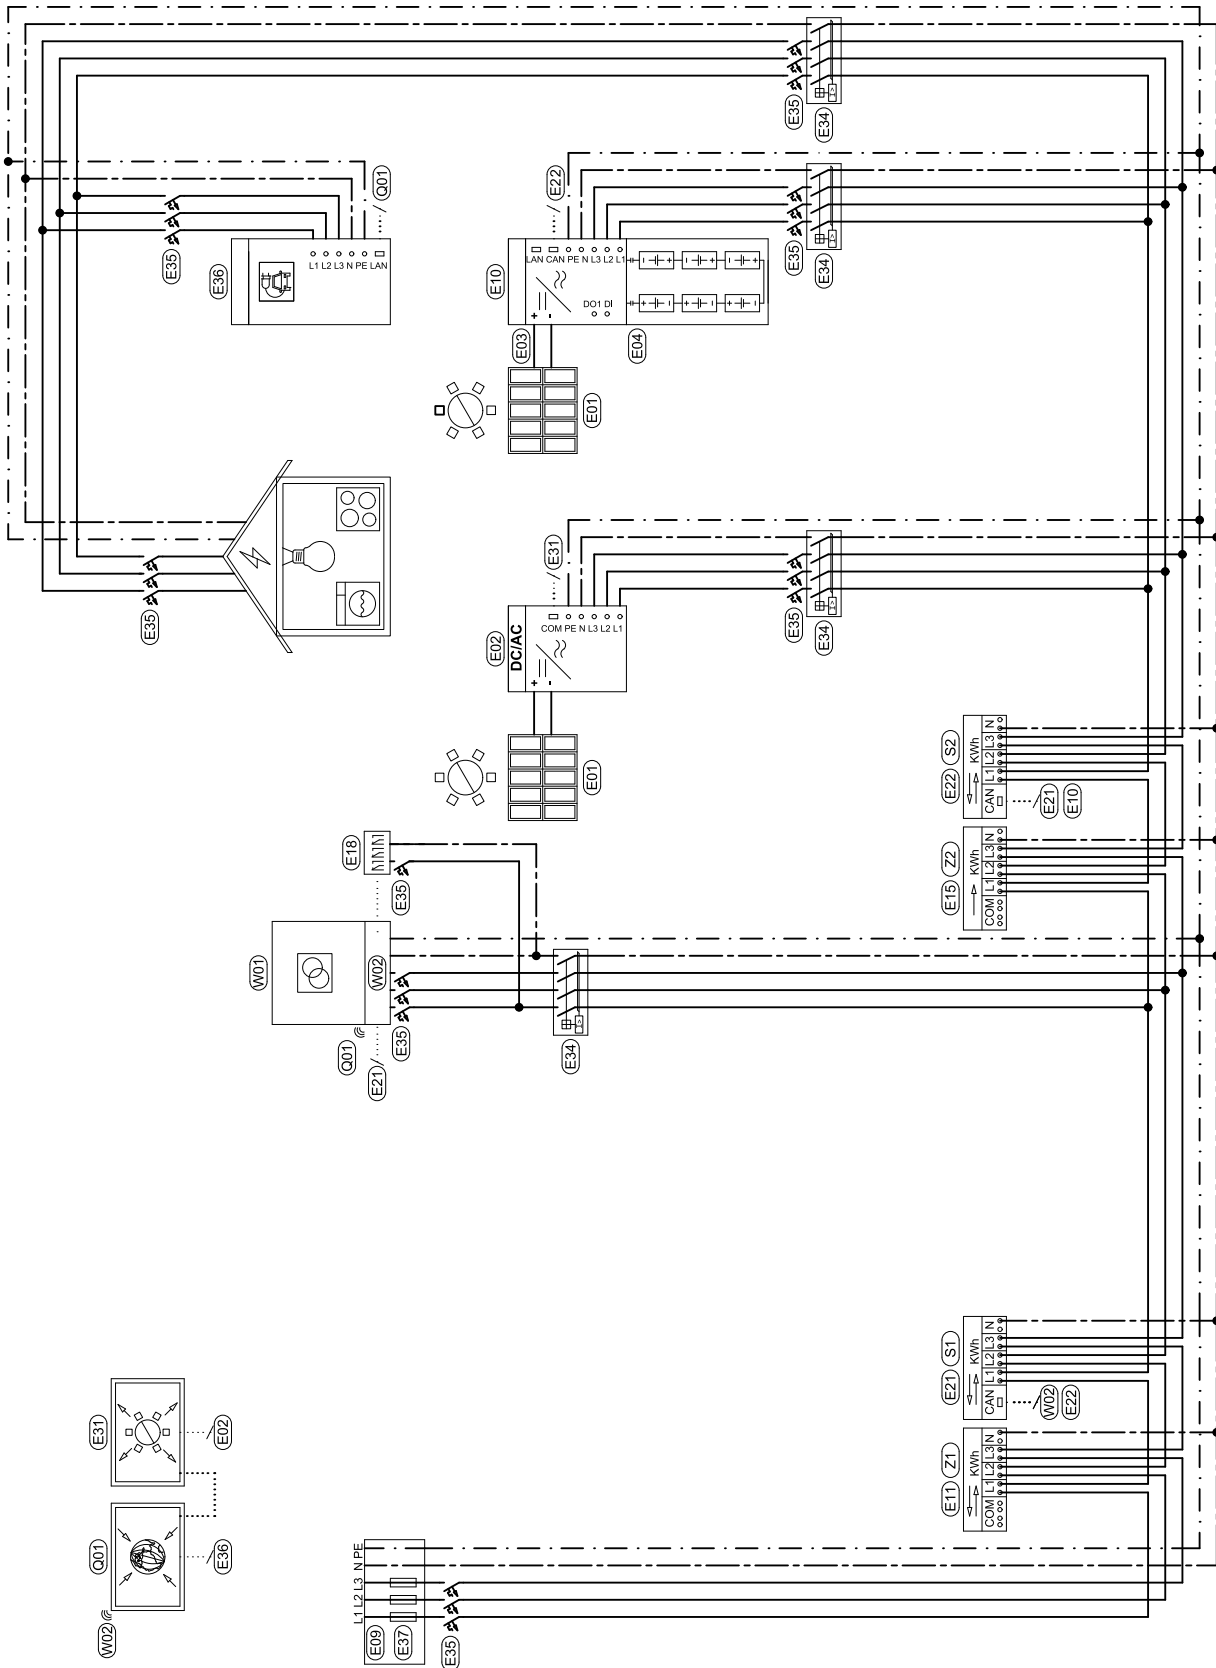 W02
Q01
E36
E31
E02
L1 L2 L3 N PE
E09
E37
E35
E11 Z1
KWh
COM L1 L2 L3 N
E21 S1
KWh
CAN L1 L2 L3 N
W02
E22
W01
Q01
W02
E21
E35
E18
E35
E34
E15 Z2
KWh
COM L1 L2 L3 N
E22 S2
KWh
CAN L1 L2 L3 N
E21
E10
E35
E01
E02
DC/AC
+ -
COM PE N L3 L2 L1
E31
E35
E34
I>
E36
L1 L2 L3 N PE LAN
E35
Q01
E01
E03
E10
+ -
LAN CAN PE N L3 L2 L1
DO1 DI
E04
E22
E35
E34
I>
E35
E34
I>